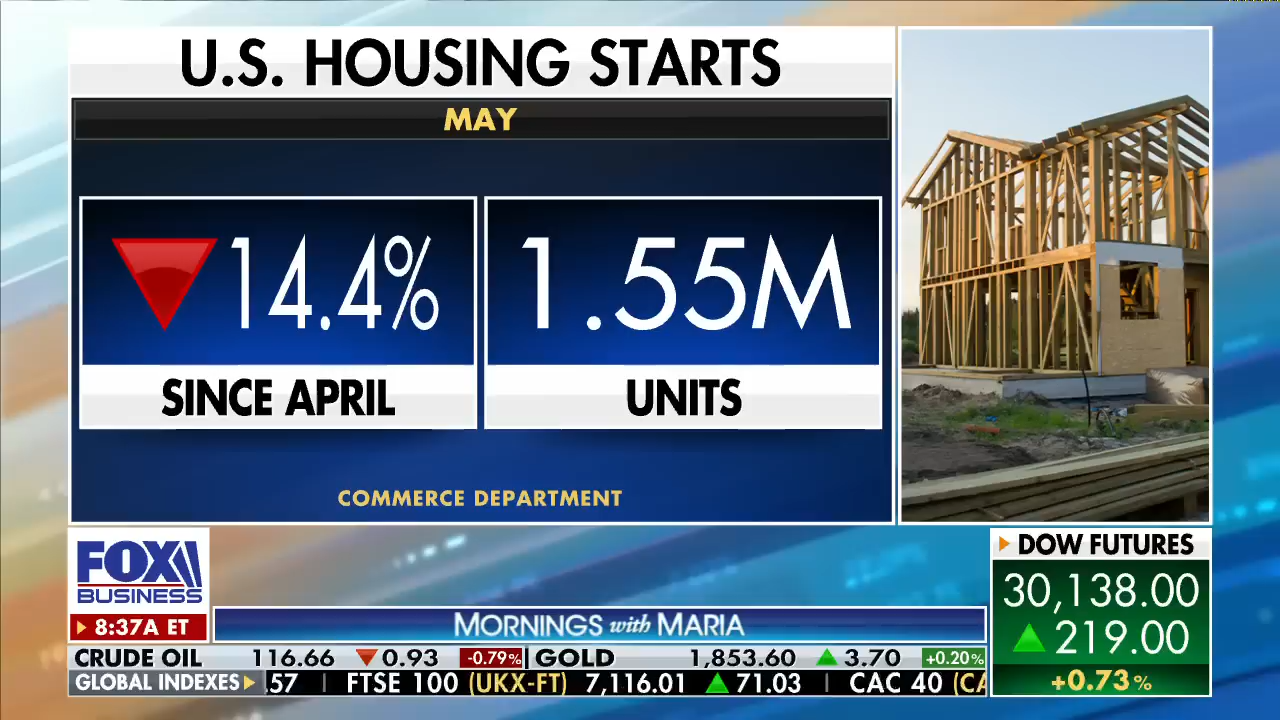 U.S. HOUSING STARTS
MAY
14.4%
1.55M
SINCE APRIL
UNITS
COMMERCE DEPARTMENT
FOX
BUSINESS
8:37A ET
MORNINGS with MARIA
DOW FUTURES
30,138.00
219.00
+0.73%
CRUDE OIL 116.66 0.93 -0.79% GOLD 1,853.60 3.70 +0.20%
GLOBAL INDEXES .57 | FTSE 100 (UKX-FT) 7,116.01 71.03 | CAC 40 (CA